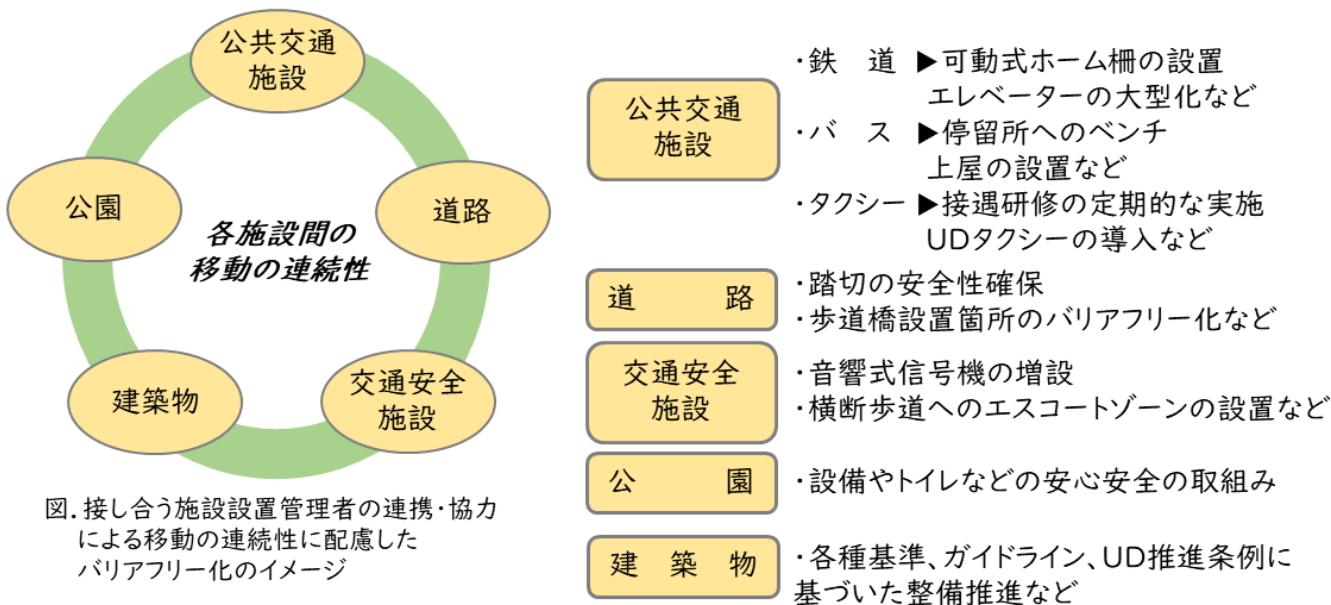 公共交通
施設
公園
道路
各施設間の
移動の連続性
建築物
交通安全
施設
図.接し合う施設設置管理者の連携・協力
による移動の連続性に配慮した
バリアフリー化のイメージ
公共交通
施設
・鉄 道 ▶可動式ホーム柵の設置
エレベーターの大型化など
・バ ス ▶停留所へのベンチ
上屋の設置など
・タクシー ▶接遇研修の定期的な実施
UDタクシーの導入など
道 路
・踏切の安全性確保
・歩道橋設置箇所のバリアフリー化など
交通安全
施設
・音響式信号機の増設
・横断歩道へのエスコートゾーンの設置など
公 園
・設備やトイレなどの安心安全の取組み
建 築 物
・各種基準、ガイドライン、UD推進条例に
基づいた整備推進など